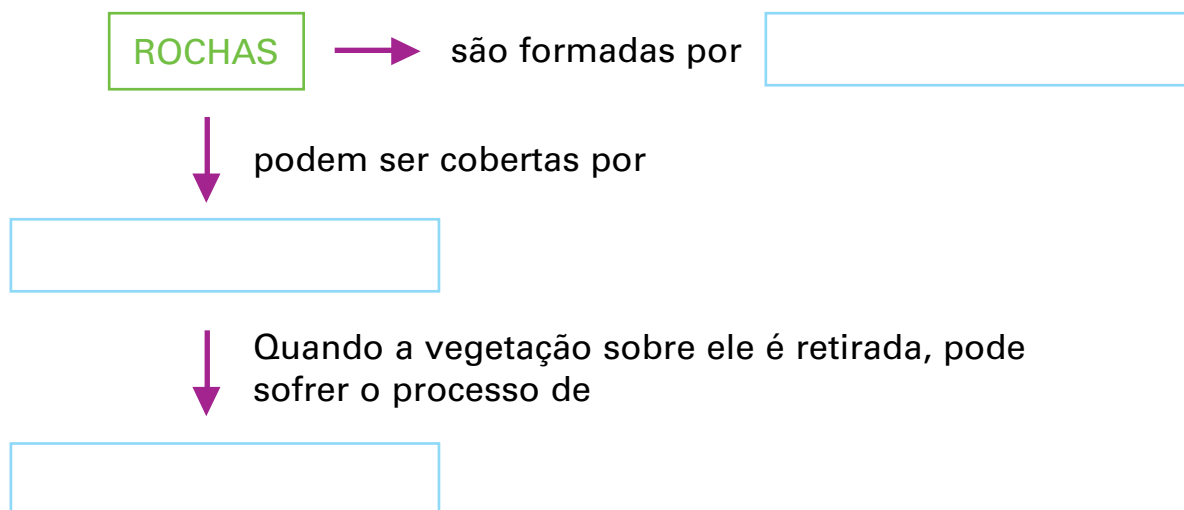 ROCHAS
são formadas por
podem ser cobertas por
Quando a vegetação sobre ele é retirada, pode
sofrer o processo de